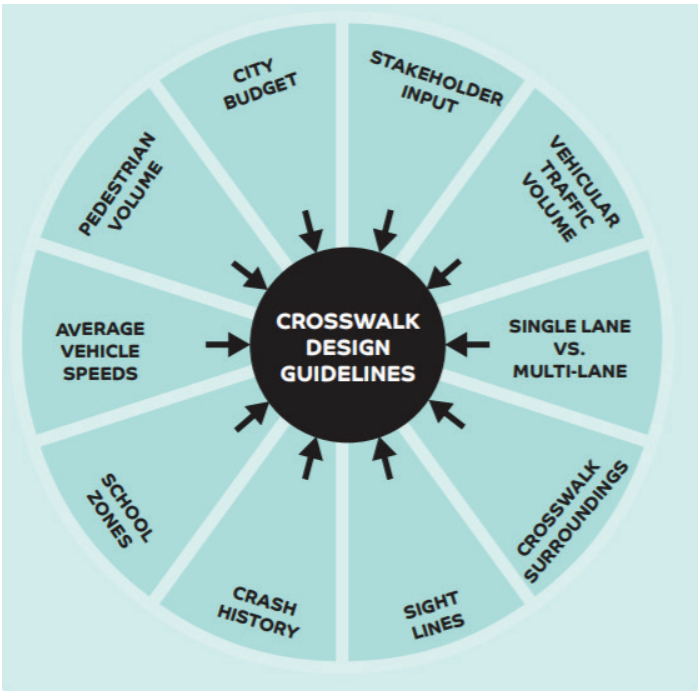 CITY
BUDGET
STAKEHOLDER
INPUT
VEHICULAR
TRAFFIC
VOLUME
SINGLE LANE
VS.
MULTI-LANE
CROSSWALK
SURROUNDINGS
SIGHT
LINES
CRASH
HISTORY
SCHOOL
ZONES
AVERAGE
VEHICLE
SPEEDS
PEDESTRIAN
VOLUME
CROSSWALK
DESIGN
GUIDELINES